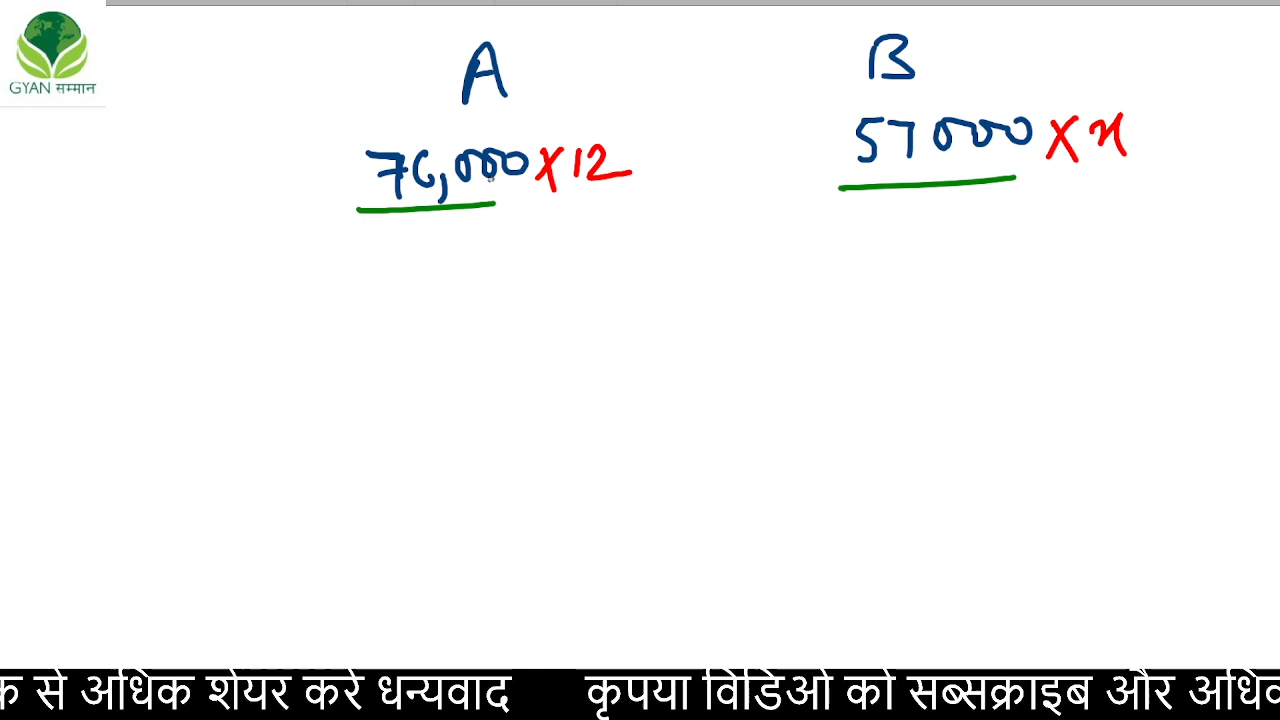 GYAN सम्मान
A
B
76,000 X 12
57000 X x
क से अधिक शेयर करे धन्यवाद
कृपया विडिओ को सब्सक्राइब और अधि